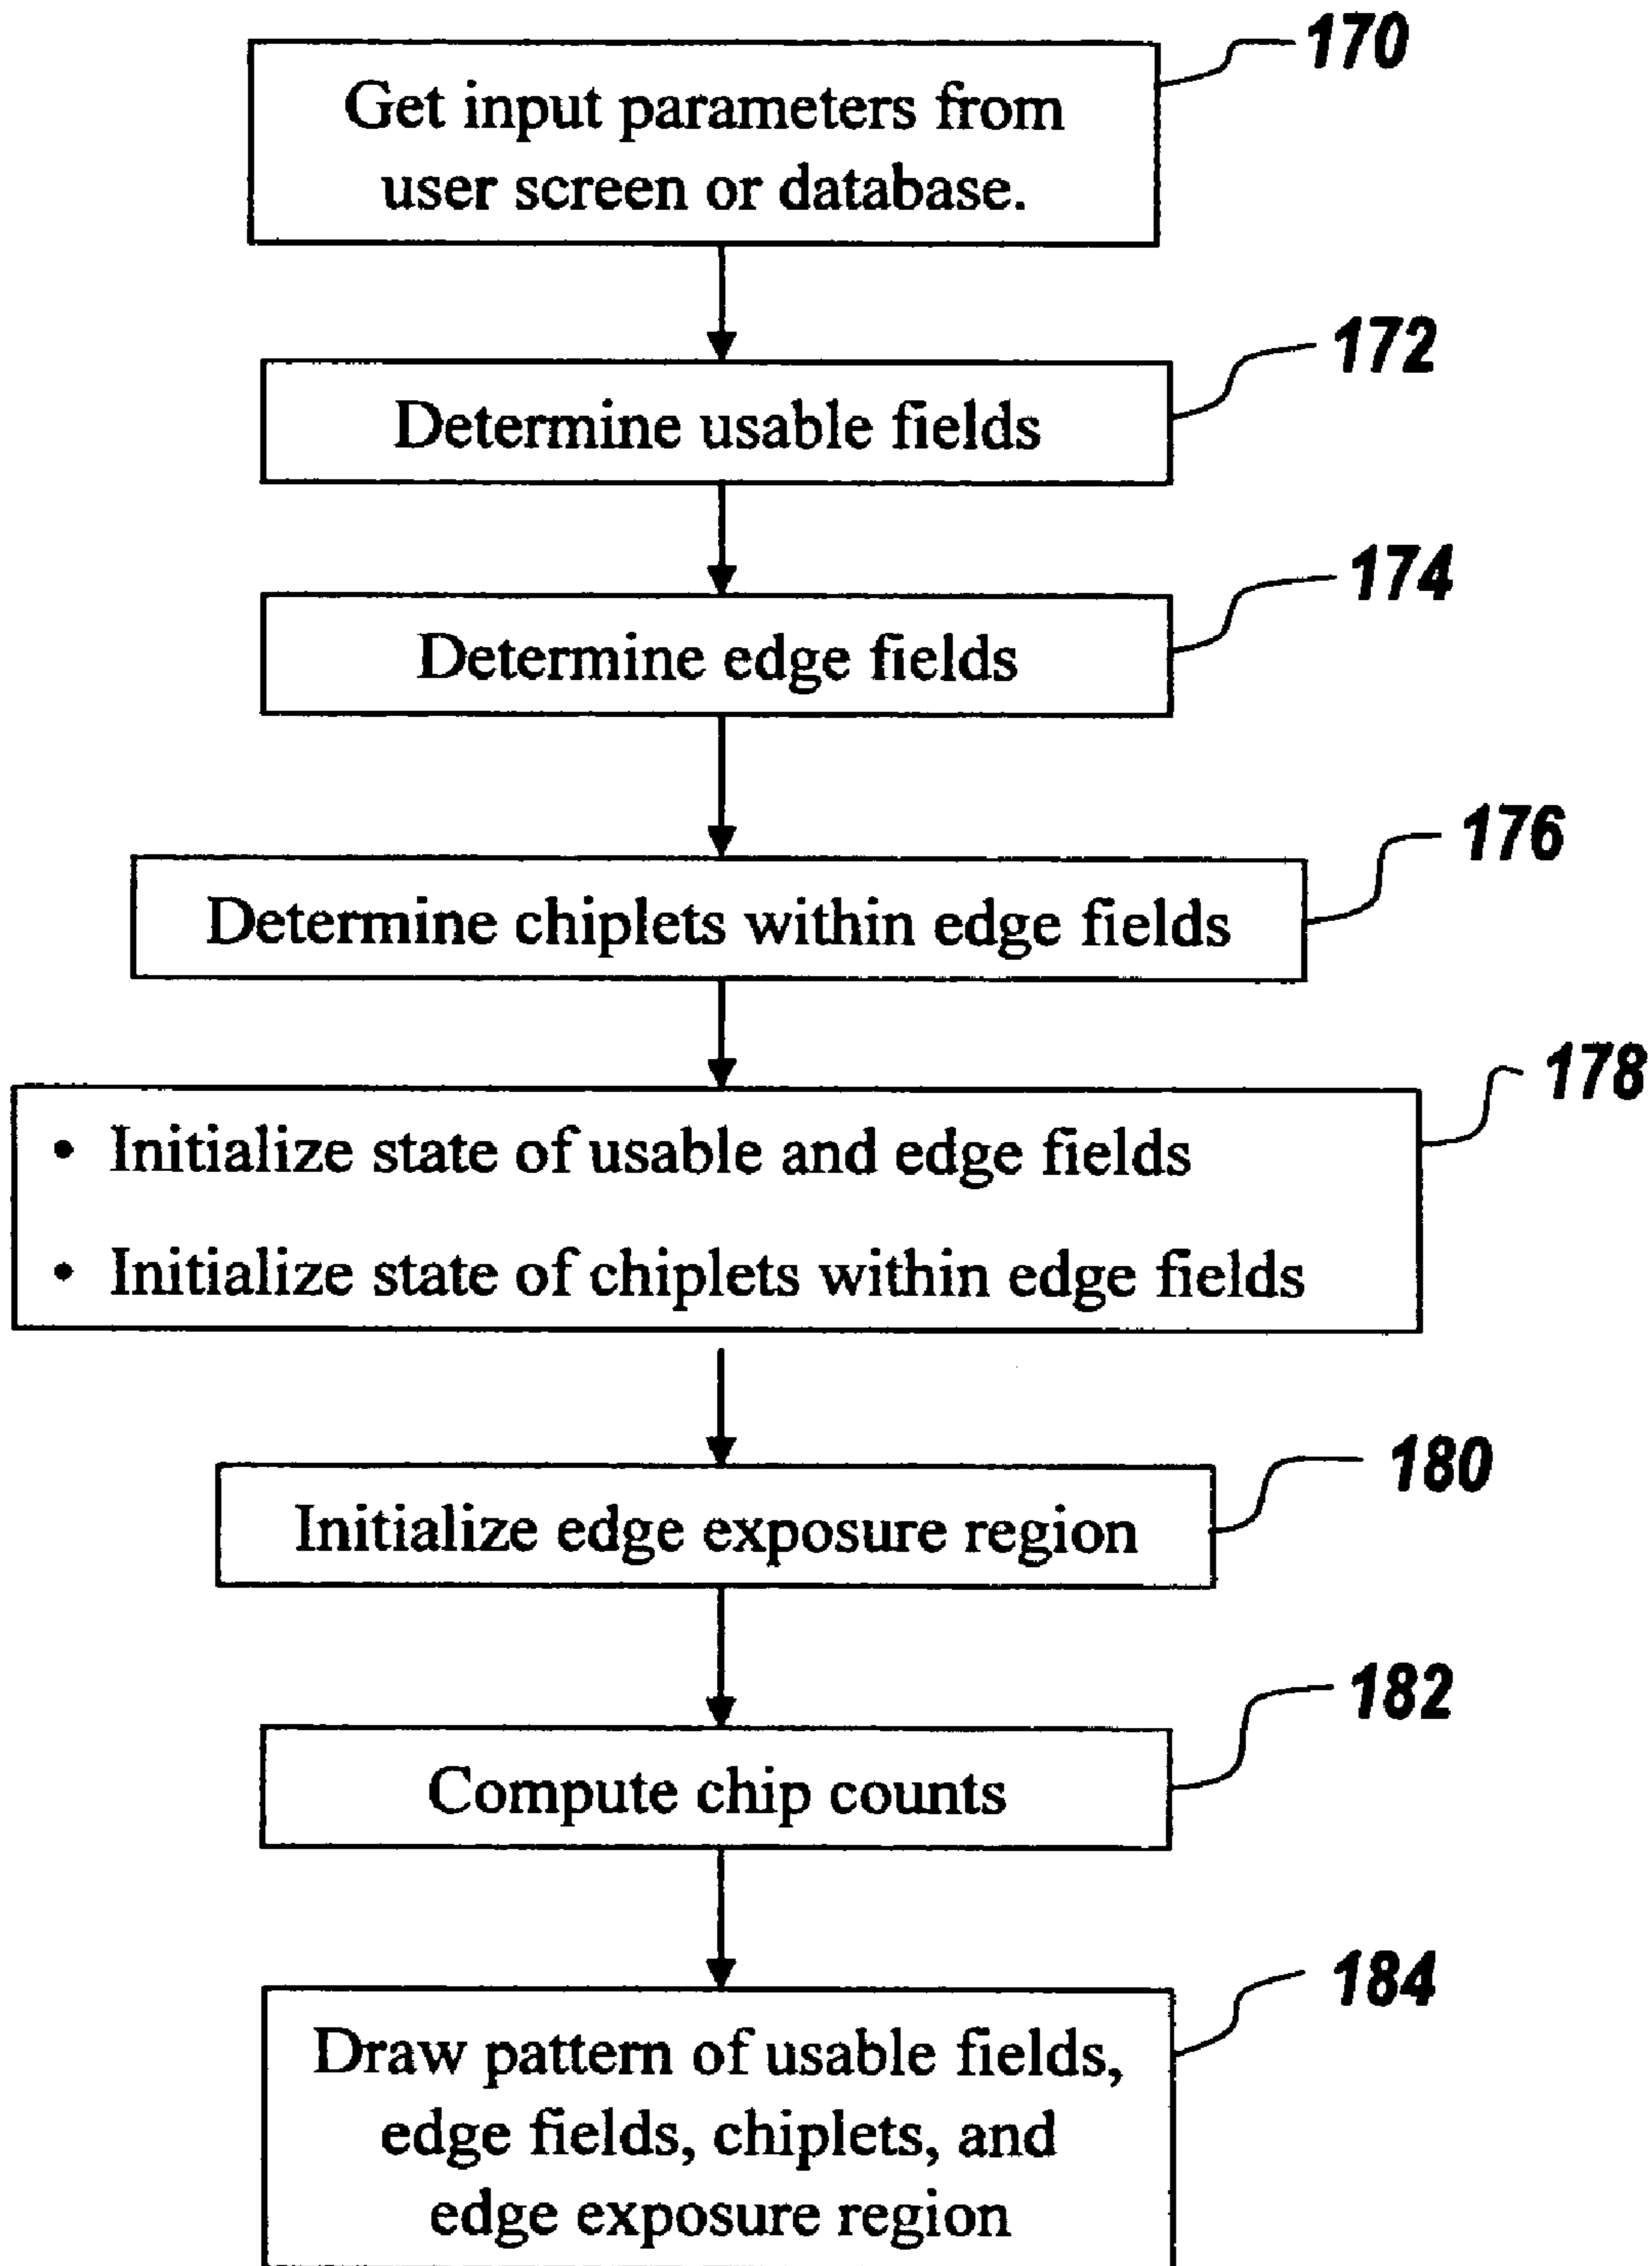 170
Get input parameters from
user screen or database.
172
Determine usable fields
174
Determine edge fields
176
Determine chiplets within edge fields
178
• Initialize state of usable and edge fields
• Initialize state of chiplets within edge fields
180
Initialize edge exposure region
182
Compute chip counts
184
Draw pattern of usable fields,
edge fields, chiplets, and
edge exposure region